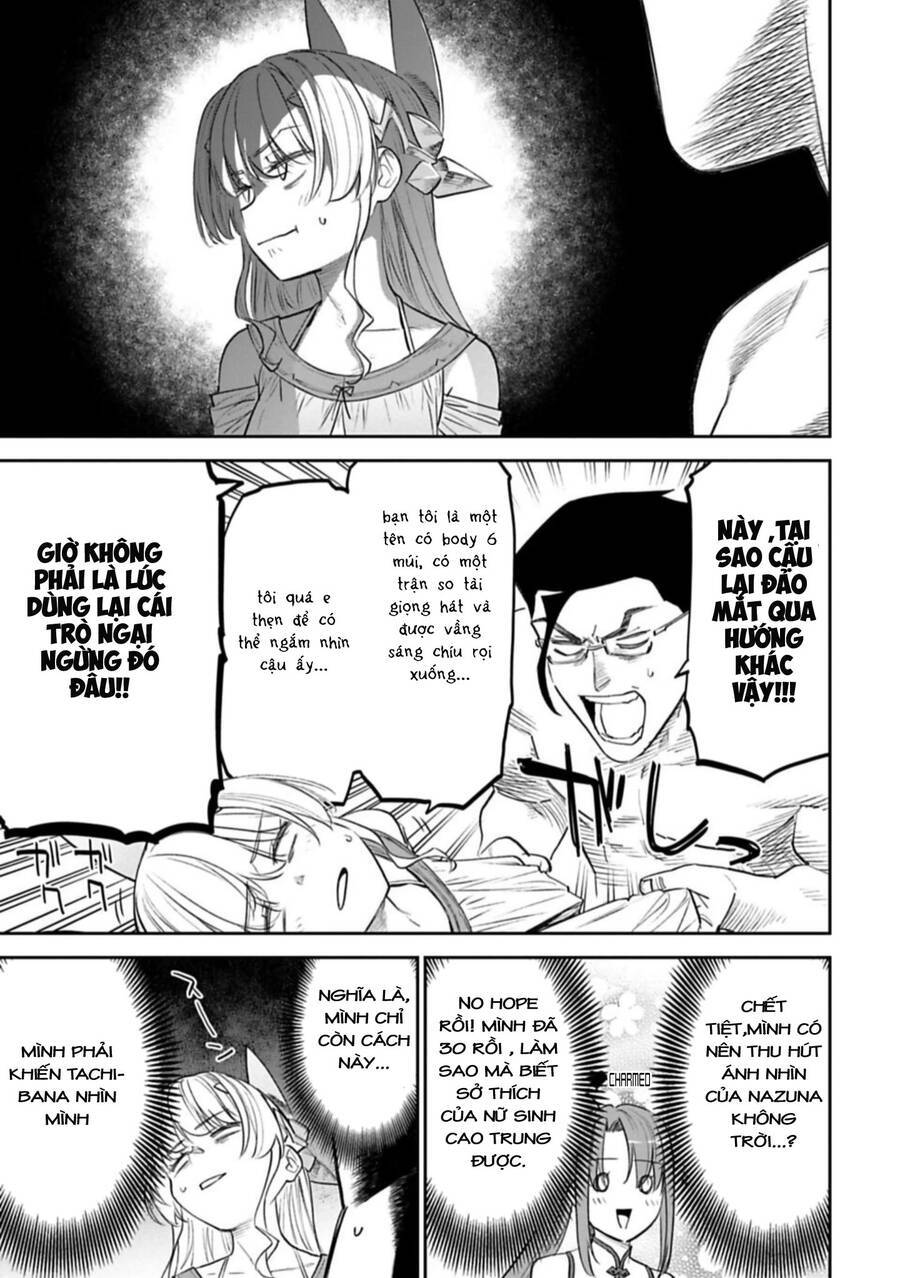 NÀY ,TẠI
SAO CẬU
LẠI ĐẢO
MẮT QUA
HƯỚNG
KHÁC
VẬY!!!
bạn tôi là một
tên có body 6
múi, có một
trận so tài
giọng hát và
được vầng
sáng chíu rọi
xuống...
tôi quá e
thẹn để có
thể ngắm nhìn
cậu ấy...
GIỜ KHÔNG
PHẢI LÀ LÚC
DÙNG LẠI CÁI
TRÒ NGẠI
NGỪNG ĐÓ
ĐÂU!!
CHẾT
TIỆT,MÌNH CÓ
NÊN THU HÚT
ÁNH NHÌN
CỦA NAZUNA
KHÔNG
TRỜI...?
CHARMED
NO HOPE
RỒI! MÌNH ĐÃ
30 RỒI , LÀM
SAO MÀ BIẾT
SỞ THÍCH
CỦA NỮ SINH
CAO TRUNG
ĐƯỢC.
NGHĨA LÀ,
MÌNH CHỈ
CÒN CÁCH
NÀY...
MÌNH PHẢI
KHIẾN TACHI-
BANA NHÌN
MÌNH